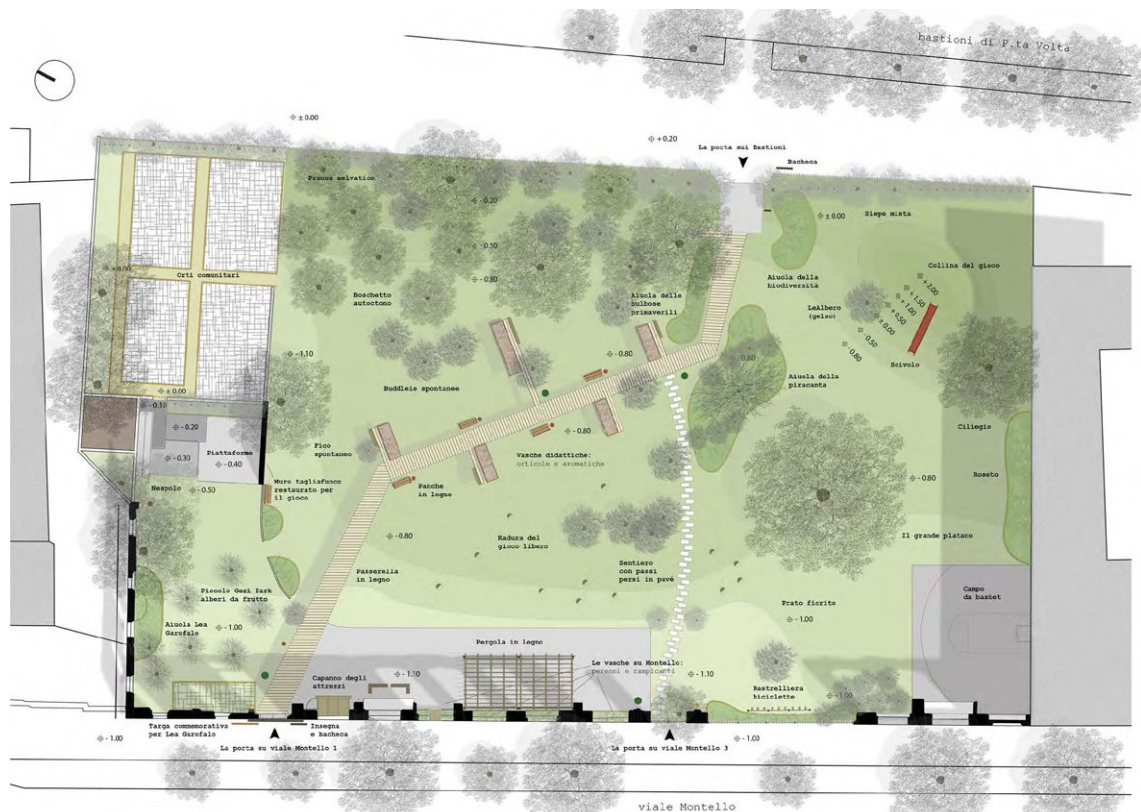 bastioni di P.ta Volta
± 0.00
+ 0.20
La porta sui Bastioni
Bacheca
Prunus selvatico
- 0.20
± 0.00
Siepe mista
- 0.50
± 0.00
Orti comunitari
- 0.80
Collina del gioco
Aiuola della
biodiversità
+ 2.00
+ 1.50
+ 1.00
+ 0.50
± 0.00
- 0.50
- 0.80
Boschetto
autoctono
Aiuola delle
bulbose
primaverili
LeAlbero
(gelso)
- 1.10
- 0.80
- 0.80
Scivolo
Buddleie spontanee
Aiuola della
piracanta
± 0.00
- 0.10
- 0.20
- 0.30
Piattaforme
- 0.40
Fico
spontaneo
- 0.80
Ciliegio
Vasche didattiche:
orticole e aromatiche
Nespolo
- 0.50
Muro tagliafuoco
restaurato per
il gioco
Panche
in legno
- 0.80
Roseto
- 0.80
Radura del
gioco libero
Il grande platano
Passerella
in legno
Sentiero
con passi
persi in pavé
Piccolo Gezi Park
alberi da frutto
Campo
da basket
Aiuola Lea
Garofalo
- 1.00
Prato fiorito
- 1.00
Pergola in legno
Capanno degli
attrezzi
- 1.10
Le vasche su Montello:
perenni e rampicanti
- 1.10
Rastrelliera
biciclette
- 1.00
Targa commemorativa
per Lea Garofalo
Insegna
e bacheca
- 1.00
La porta su viale Montello 1
La porta su viale Montello 3
- 1.00
viale Montello